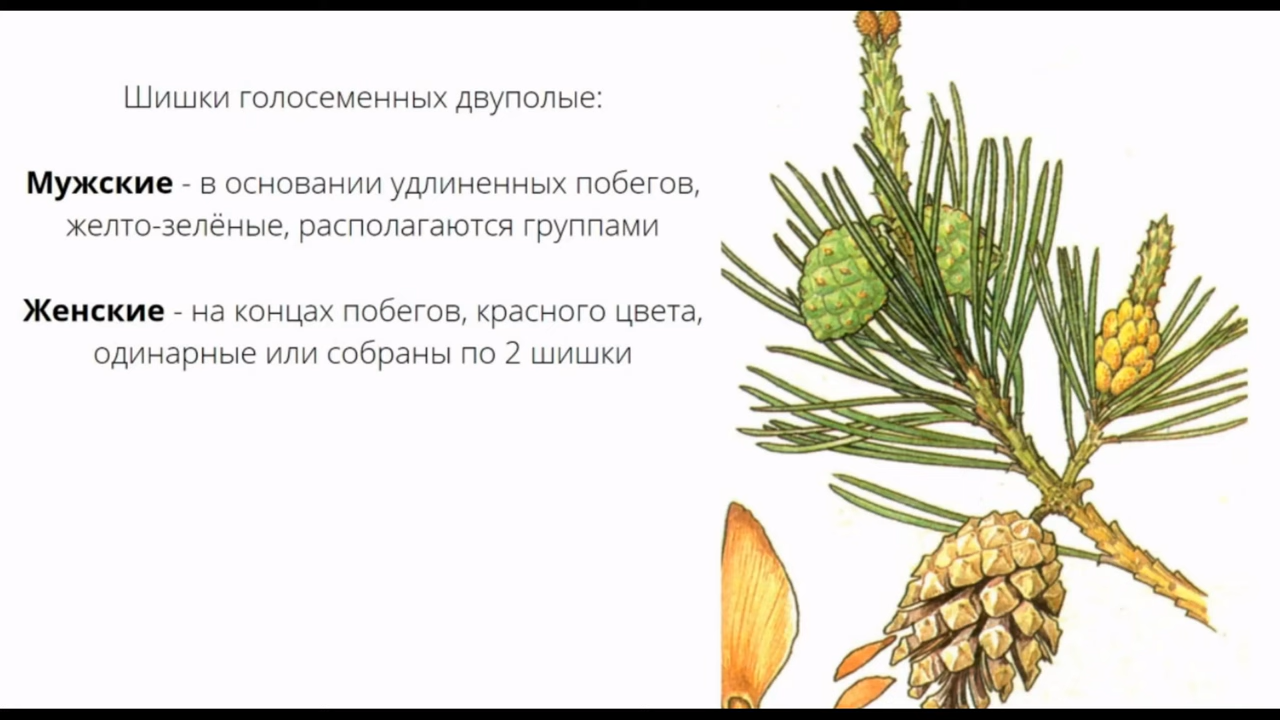 Шишки голосеменных двуполые:
Мужские - в основании удлиненных побегов,
желто-зелёные, располагаются группами
Женские - на концах побегов, красного цвета,
одинарные или собраны по 2 шишки